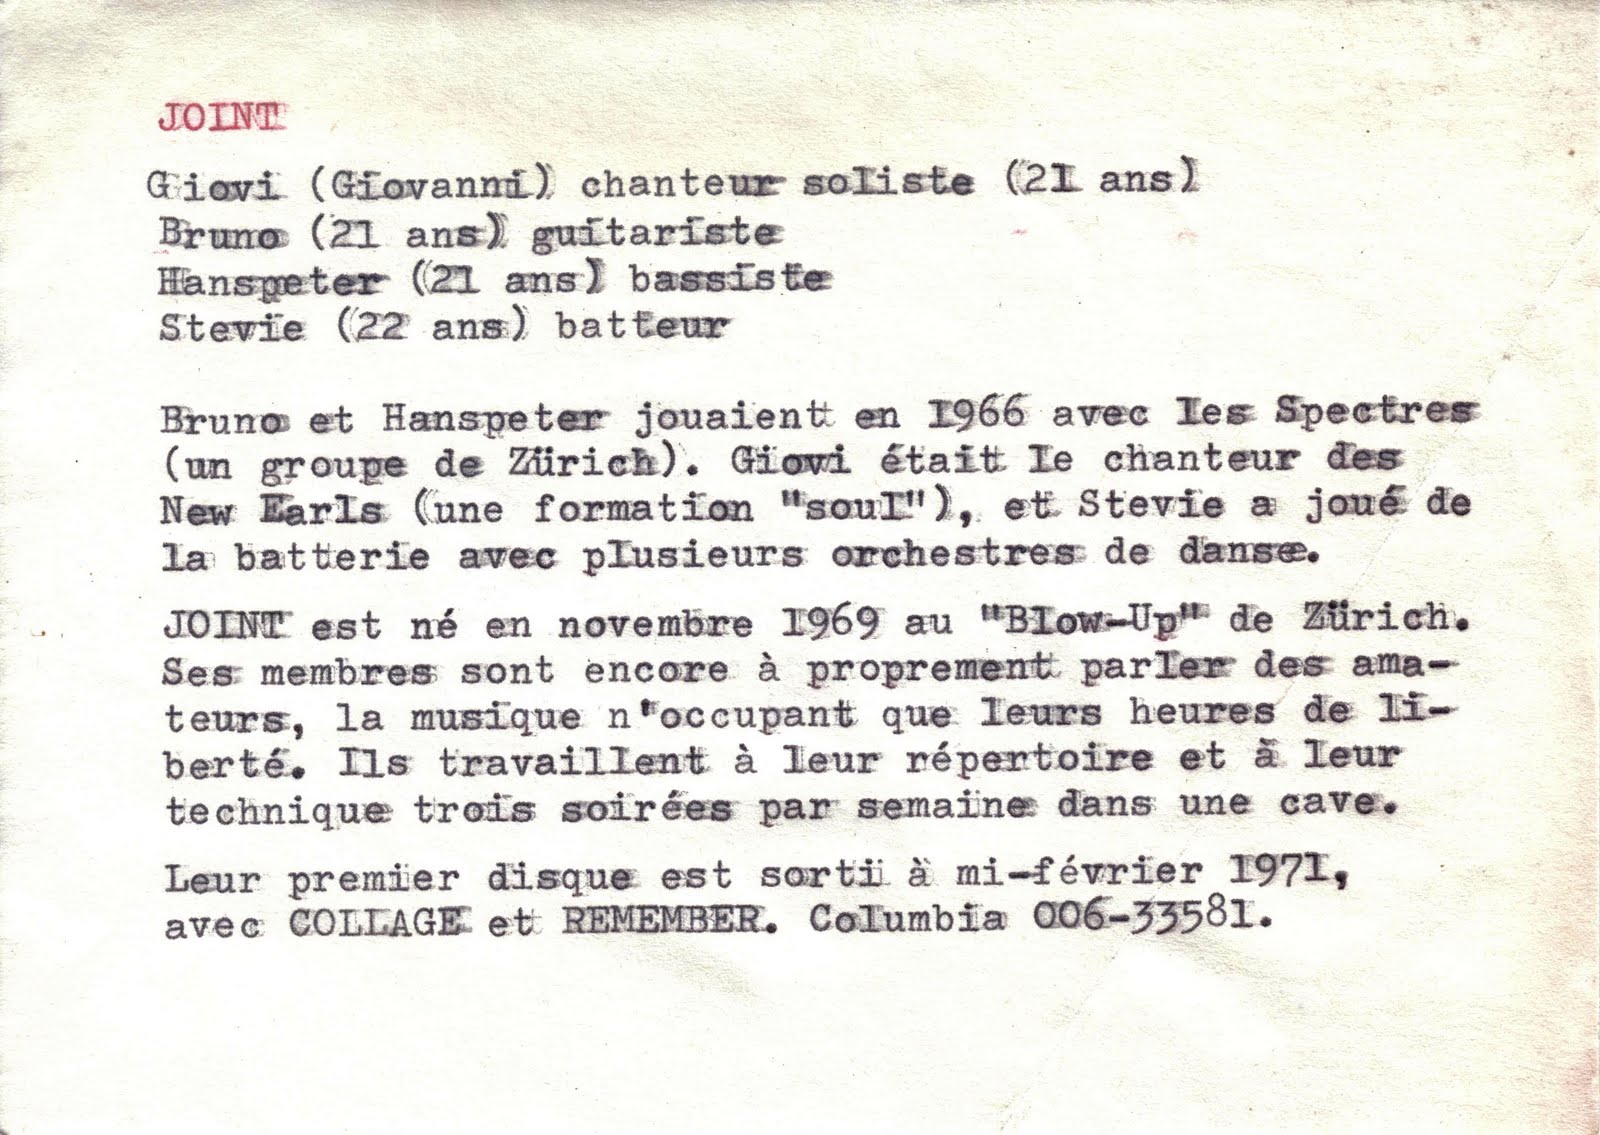 JOINT
Giovi (Giovanni) chanteur soliste (21 ans)
Bruno (21 ans) guitariste
Hanspeter (21 ans) bassiste
Stevie (22 ans) batteur
Bruno et Hanspeter jouaient en 1966 avec les Spectres
(un groupe de Zürich). Giovi était le chanteur des
New Earls (une formation "soul"), et Stevie a joué de
la batterie avec plusieurs orchestres de danse.
JOINT est né en novembre 1969 au "Blow-Up" de Zürich.
Ses membres sont encore à proprement parler des ama-
teurs, la musique n'occupant que leurs heures de li-
berté. Ils travaillent à leur répertoire et à leur
technique trois soirées par semaine dans une cave.
Leur premier disque est sorti à mi-février 1971,
avec COLLAGE et REMEMBER. Columbia 006-33581.